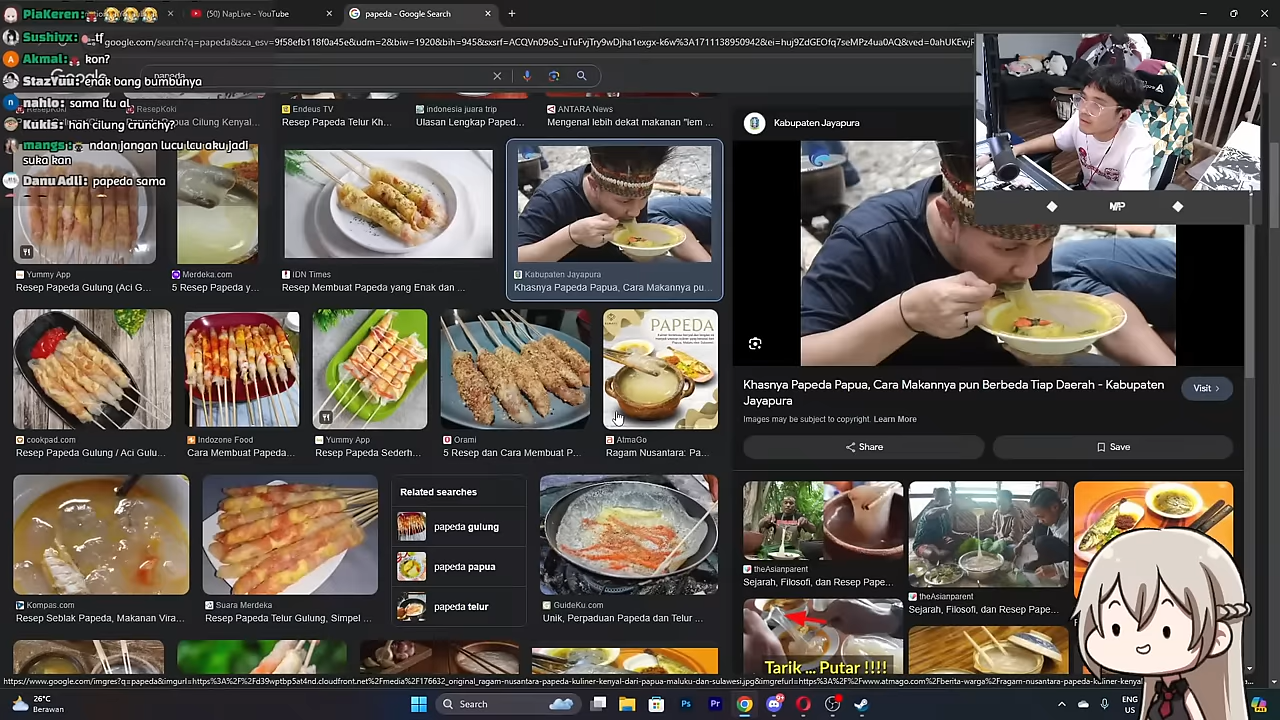 PiaKeren:
(50) NapLive - YouTube
papeda - Google Search
Sushivx: tf
Akmal: kon?
StazYuu: enak bang bumbunya
nahlo: sama itu al
Kukis: nah cilung crunchy?
mangs: ndan jangan lucu lcu aku jadi
suka kan
DanuAdli: papeda sama
papeda
ResepKoki
Endeus TV
Resep Papeda Telur Kh...
indonesia juara trip
Ulasan Lengkap Paped...
ANTARA News
Mengenal lebih dekat makanan "lem ...
Yummy App
Resep Papeda Gulung (Aci G...
Merdeka.com
5 Resep Papeda y...
IDN Times
Resep Membuat Papeda yang Enak dan ...
Kabupaten Jayapura
Khasnya Papeda Papua, Cara Makannya pu...
cookpad.com
Resep Papeda Gulung / Aci Gulu...
Indozone Food
Cara Membuat Papeda...
Yummy App
Resep Papeda Sederh...
Orami
5 Resep dan Cara Membuat P...
PAPEDA
AtmaGo
Ragam Nusantara: Pa...
Kompas.com
Resep Seblak Papeda, Makanan Vira...
Suara Merdeka
Resep Papeda Telur Gulung, Simpel ...
Related searches
papeda gulung
papeda papua
papeda telur
GuideKu.com
Unik, Perpaduan Papeda dan Telur ...
Kabupaten Jayapura
Khasnya Papeda Papua, Cara Makannya pun Berbeda Tiap Daerah - Kabupaten
Jayapura
Visit
Images may be subject to copyright. Learn More
Share
Save
theAsianparent
Sejarah, Filosofi, dan Resep Pape...
theAsianparent
Sejarah, Filosofi, dan Resep Pape...
Tarik ... Putar !!!!
26°C
Berawan
Search
ENG
US